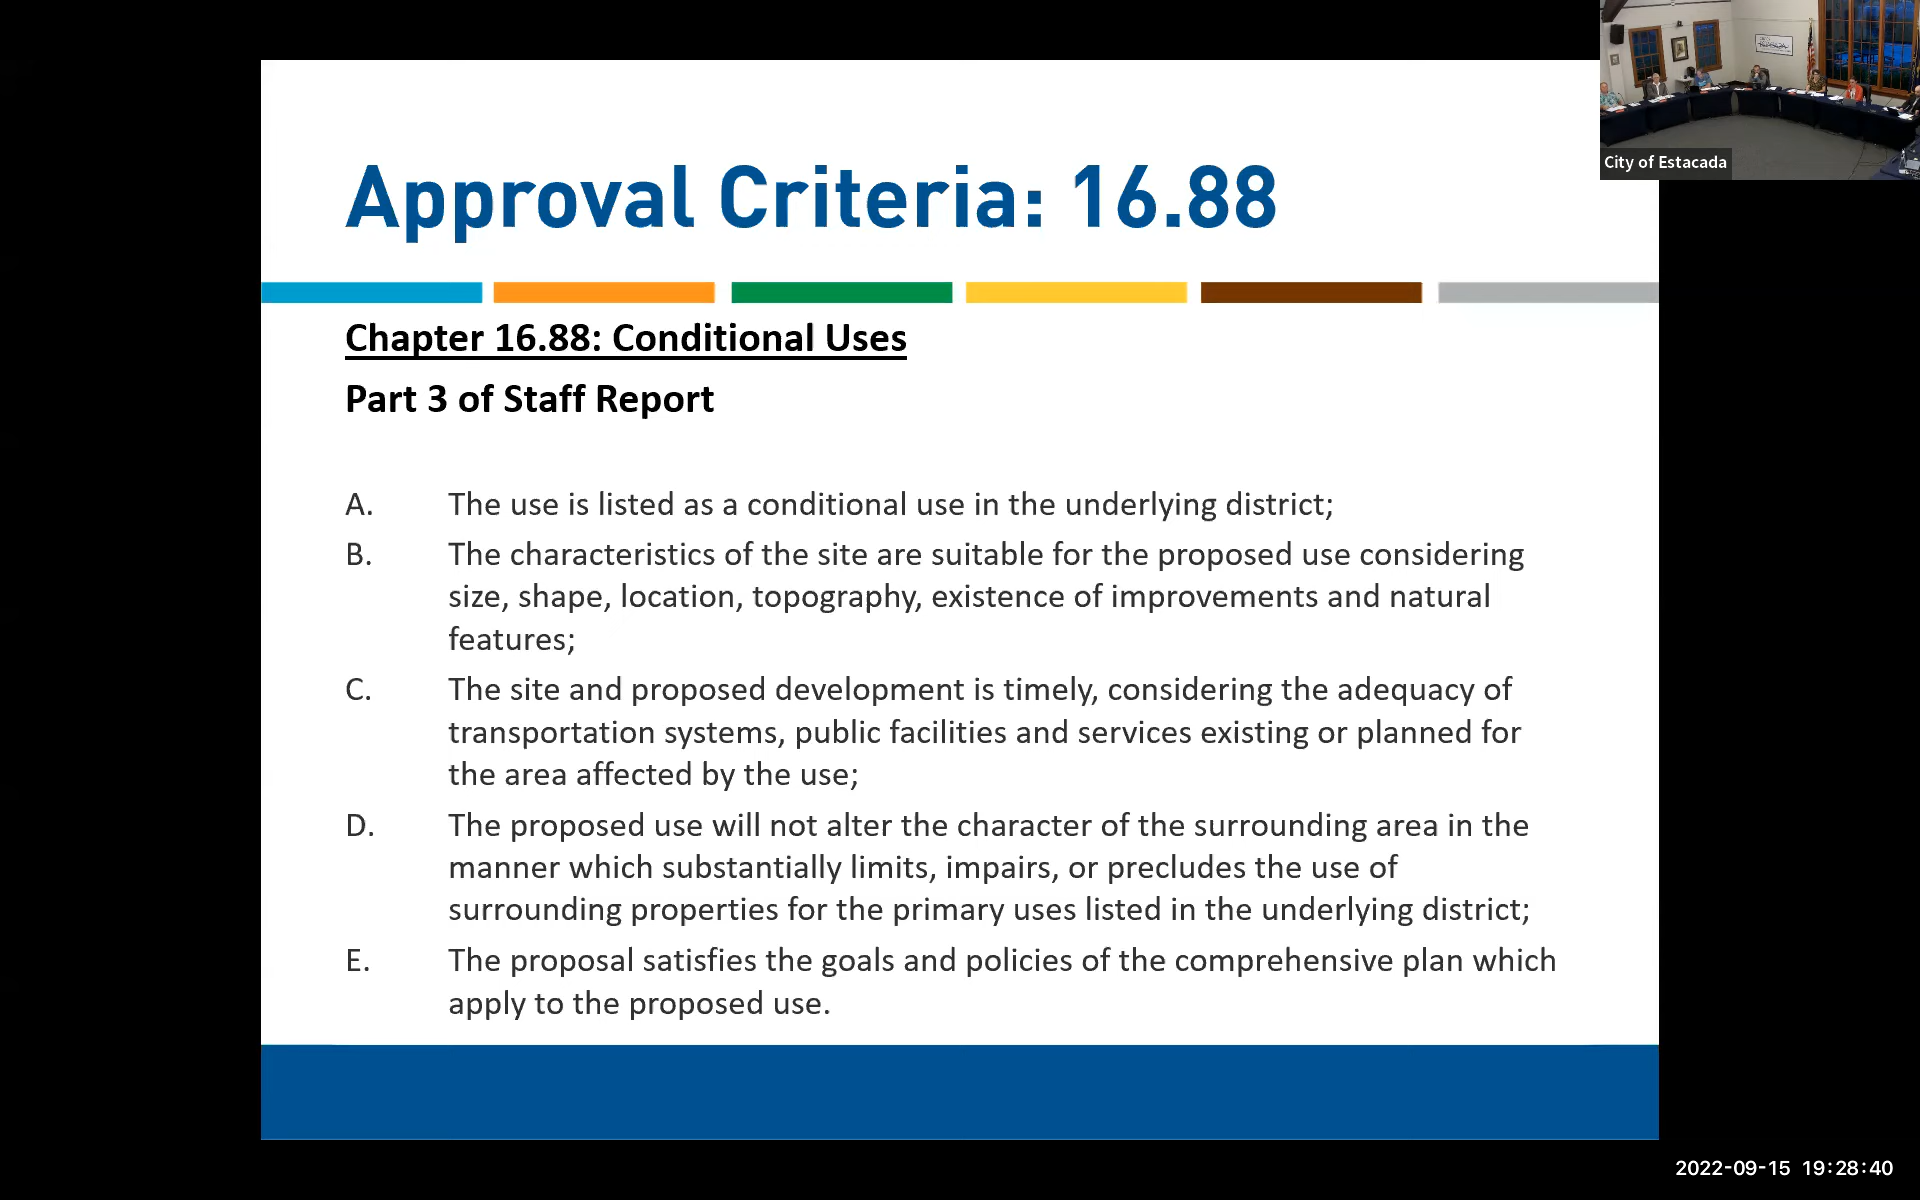 Approval Criteria: 16.88
Chapter 16.88: Conditional Uses
Part 3 of Staff Report
A. The use is listed as a conditional use in the underlying district;
B. The characteristics of the site are suitable for the proposed use considering
size, shape, location, topography, existence of improvements and natural
features;
C. The site and proposed development is timely, considering the adequacy of
transportation systems, public facilities and services existing or planned for
the area affected by the use;
D. The proposed use will not alter the character of the surrounding area in the
manner which substantially limits, impairs, or precludes the use of
surrounding properties for the primary uses listed in the underlying district;
E. The proposal satisfies the goals and policies of the comprehensive plan which
apply to the proposed use.
City of Estacada
2022-09-15 19:28:40